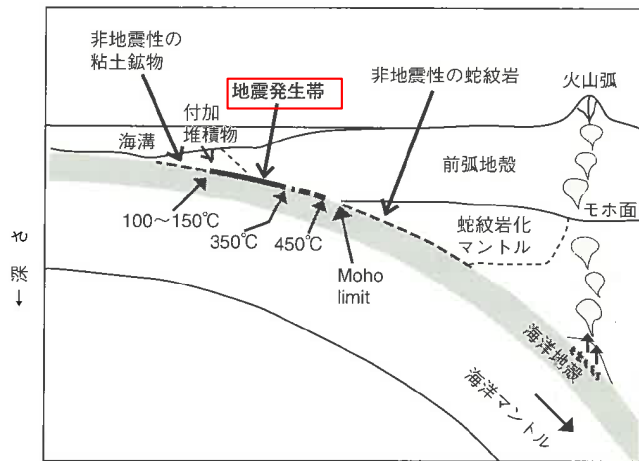 非地震性の
粘土鉱物
地震発生帯
非地震性の蛇紋岩
火山弧
付加
堆積物
海溝
前弧地殻
モホ面
100～150℃
350℃
450℃
蛇紋岩化
マントル
Moho
limit
←深さ
海洋地殻
海洋マントル